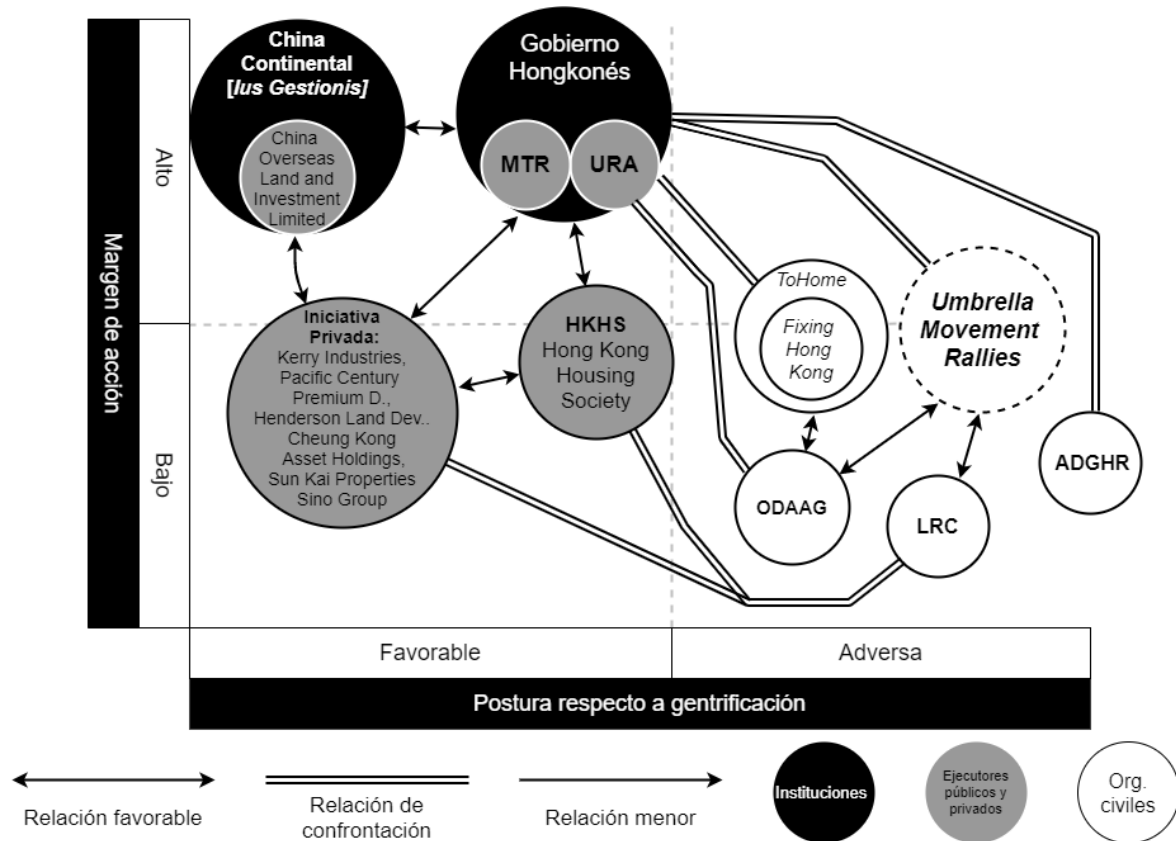 China
Continental
[Ius Gestionis]
China
Overseas
Land and
Investment
Limited
Gobierno
Hongkonés
MTR
URA
Alto
Margen de acción
Bajo
Iniciativa
Privada:
Kerry Industries,
Pacific Century
Premium D.,
Henderson Land Dev..
Cheung Kong
Asset Holdings,
Sun Kai Properties
Sino Group
HKHS
Hong Kong
Housing
Society
ToHome
Fixing
Hong
Kong
Umbrella
Movement
Rallies
ODAAG
LRC
ADGHR
Favorable
Adversa
Postura respecto a gentrificación
Relación favorable
Relación de
confrontación
Relación menor
Instituciones
Ejecutores
públicos y
privados
Org.
civiles